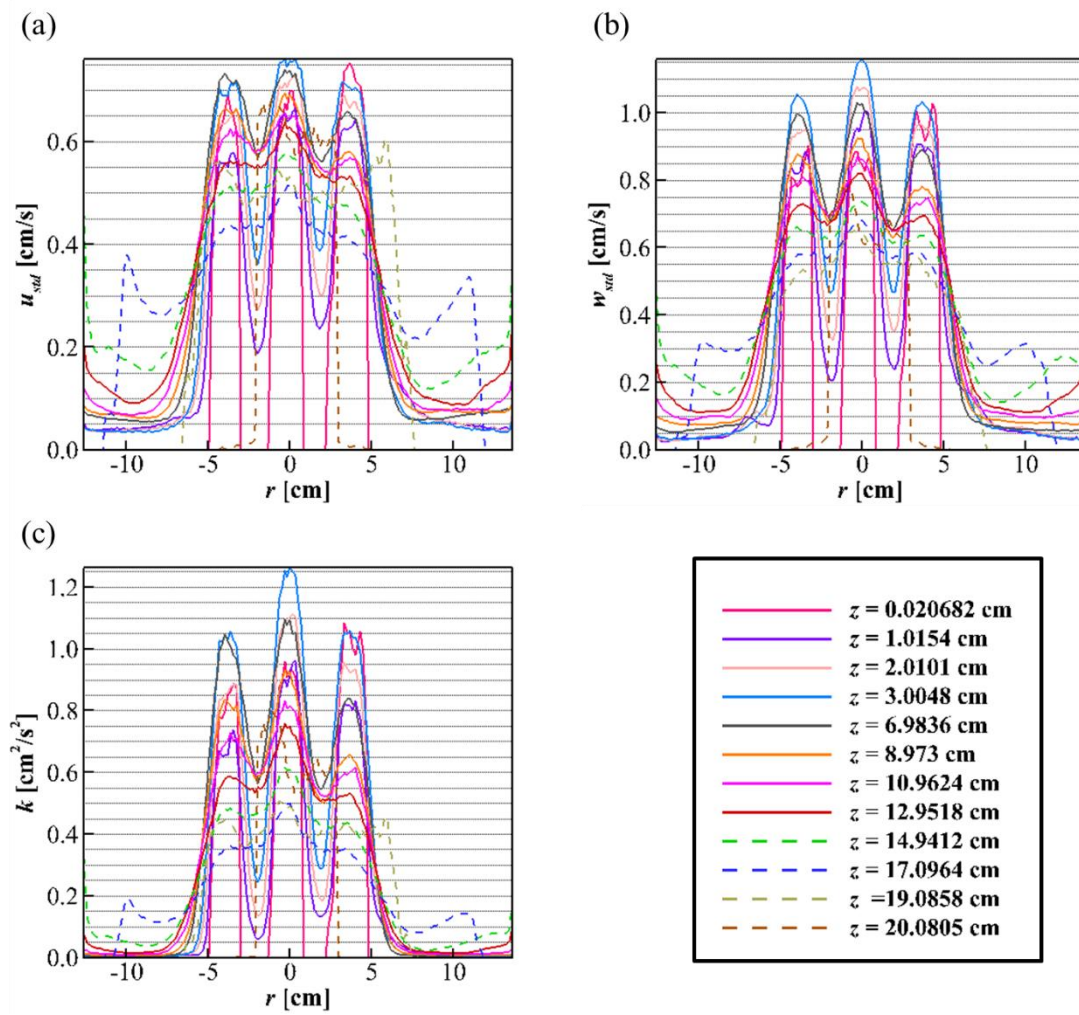 (a)
(b)
0.6
0.4
0.2
0.0
u_std [cm/s]
-10 -5 0 5 10
r [cm]
1.0
0.8
0.6
0.4
0.2
0.0
w_std [cm/s]
-10 -5 0 5 10
r [cm]
(c)
1.2
1.0
0.8
0.6
0.4
0.2
0.0
k [cm²/s²]
-10 -5 0 5 10
r [cm]
z = 0.020682 cm
z = 1.0154 cm
z = 2.0101 cm
z = 3.0048 cm
z = 6.9836 cm
z = 8.973 cm
z = 10.9624 cm
z = 12.9518 cm
z = 14.9412 cm
z = 17.0964 cm
z =19.0858 cm
z = 20.0805 cm